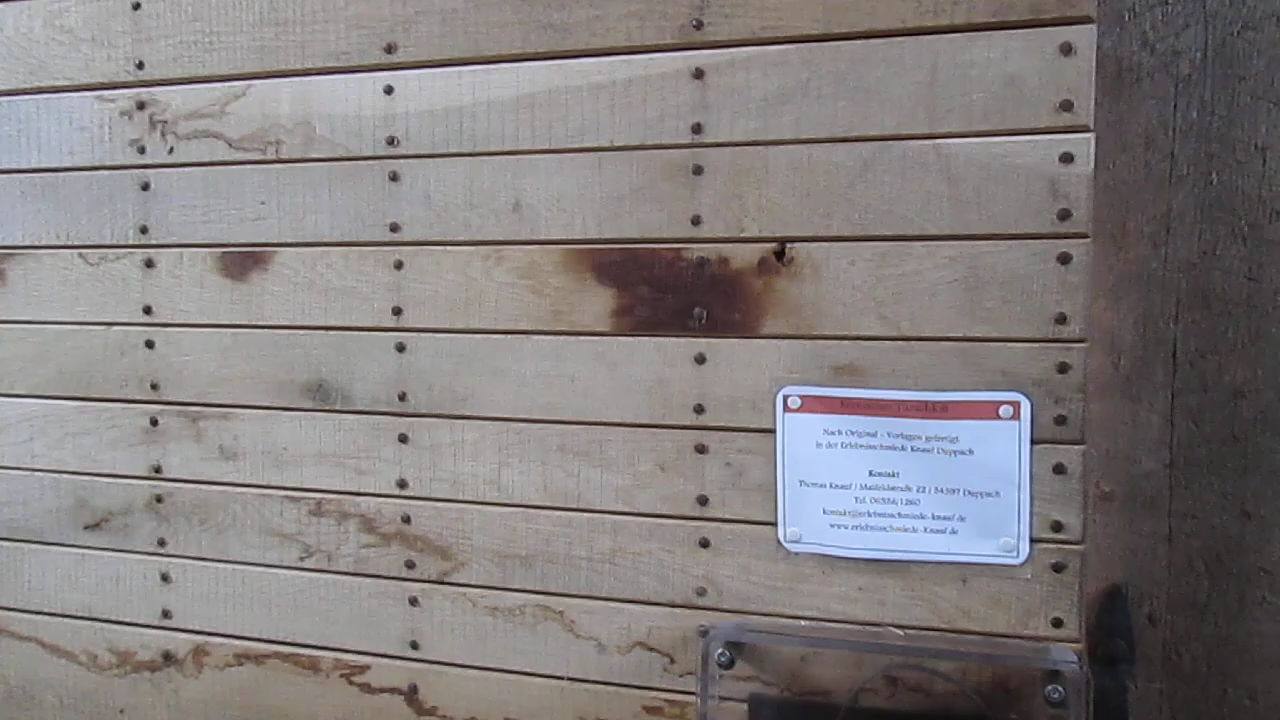 Nach Original - Vorlagen gefertigt
in der Erlebnisschmiede Knauf Dieppach
Kontakt
Thomas Knauf / 22 / 54597 Dieppach
Tel. 06556/1260
kontakt@erlebnisschmiede-knauf.de
www.erlebnisschmiede-Knauf.de